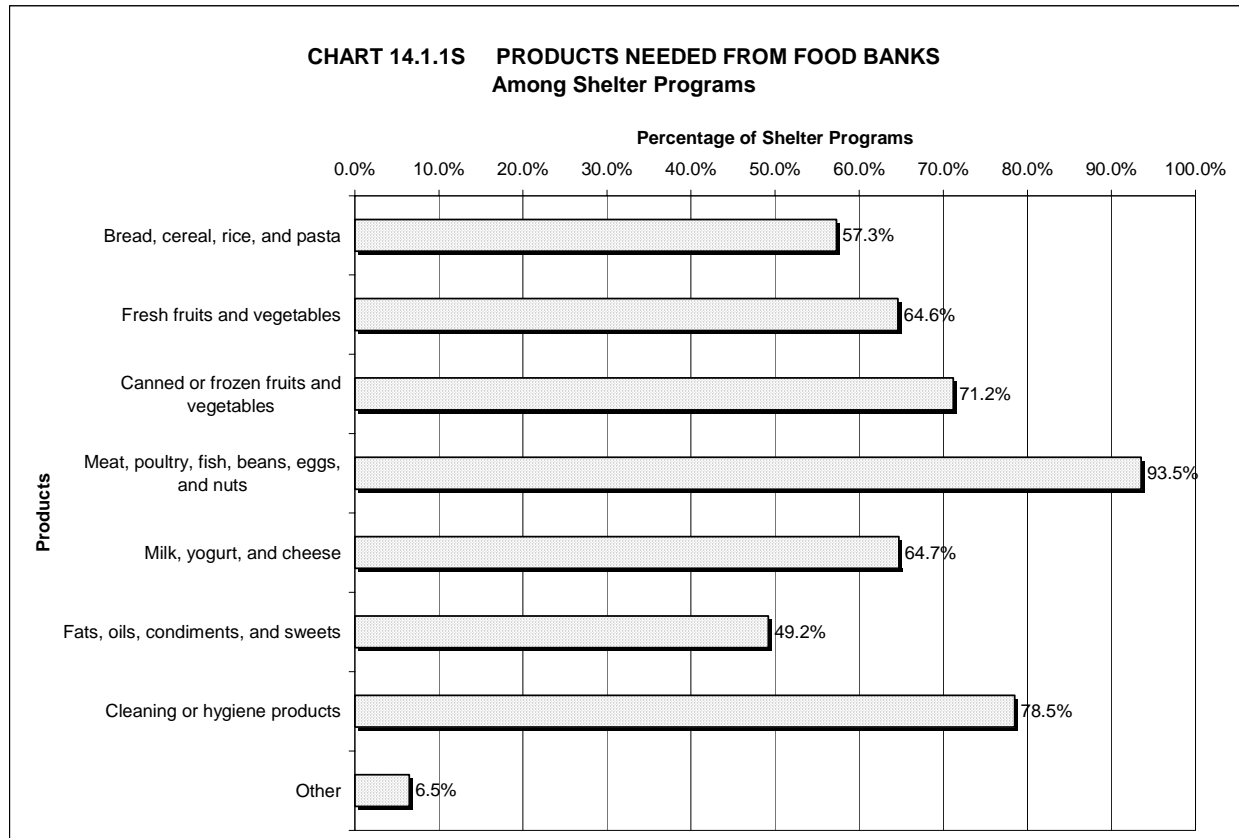 CHART 14.1.1S PRODUCTS NEEDED FROM FOOD BANKS
Among Shelter Programs
Percentage of Shelter Programs
0.0% 10.0% 20.0% 30.0% 40.0% 50.0% 60.0% 70.0% 80.0% 90.0% 100.0%
Bread, cereal, rice, and pasta 57.3%
Fresh fruits and vegetables 64.6%
Canned or frozen fruits and
vegetables 71.2%
Meat, poultry, fish, beans, eggs,
and nuts 93.5%
Products
Milk, yogurt, and cheese 64.7%
Fats, oils, condiments, and sweets 49.2%
Cleaning or hygiene products 78.5%
Other 6.5%